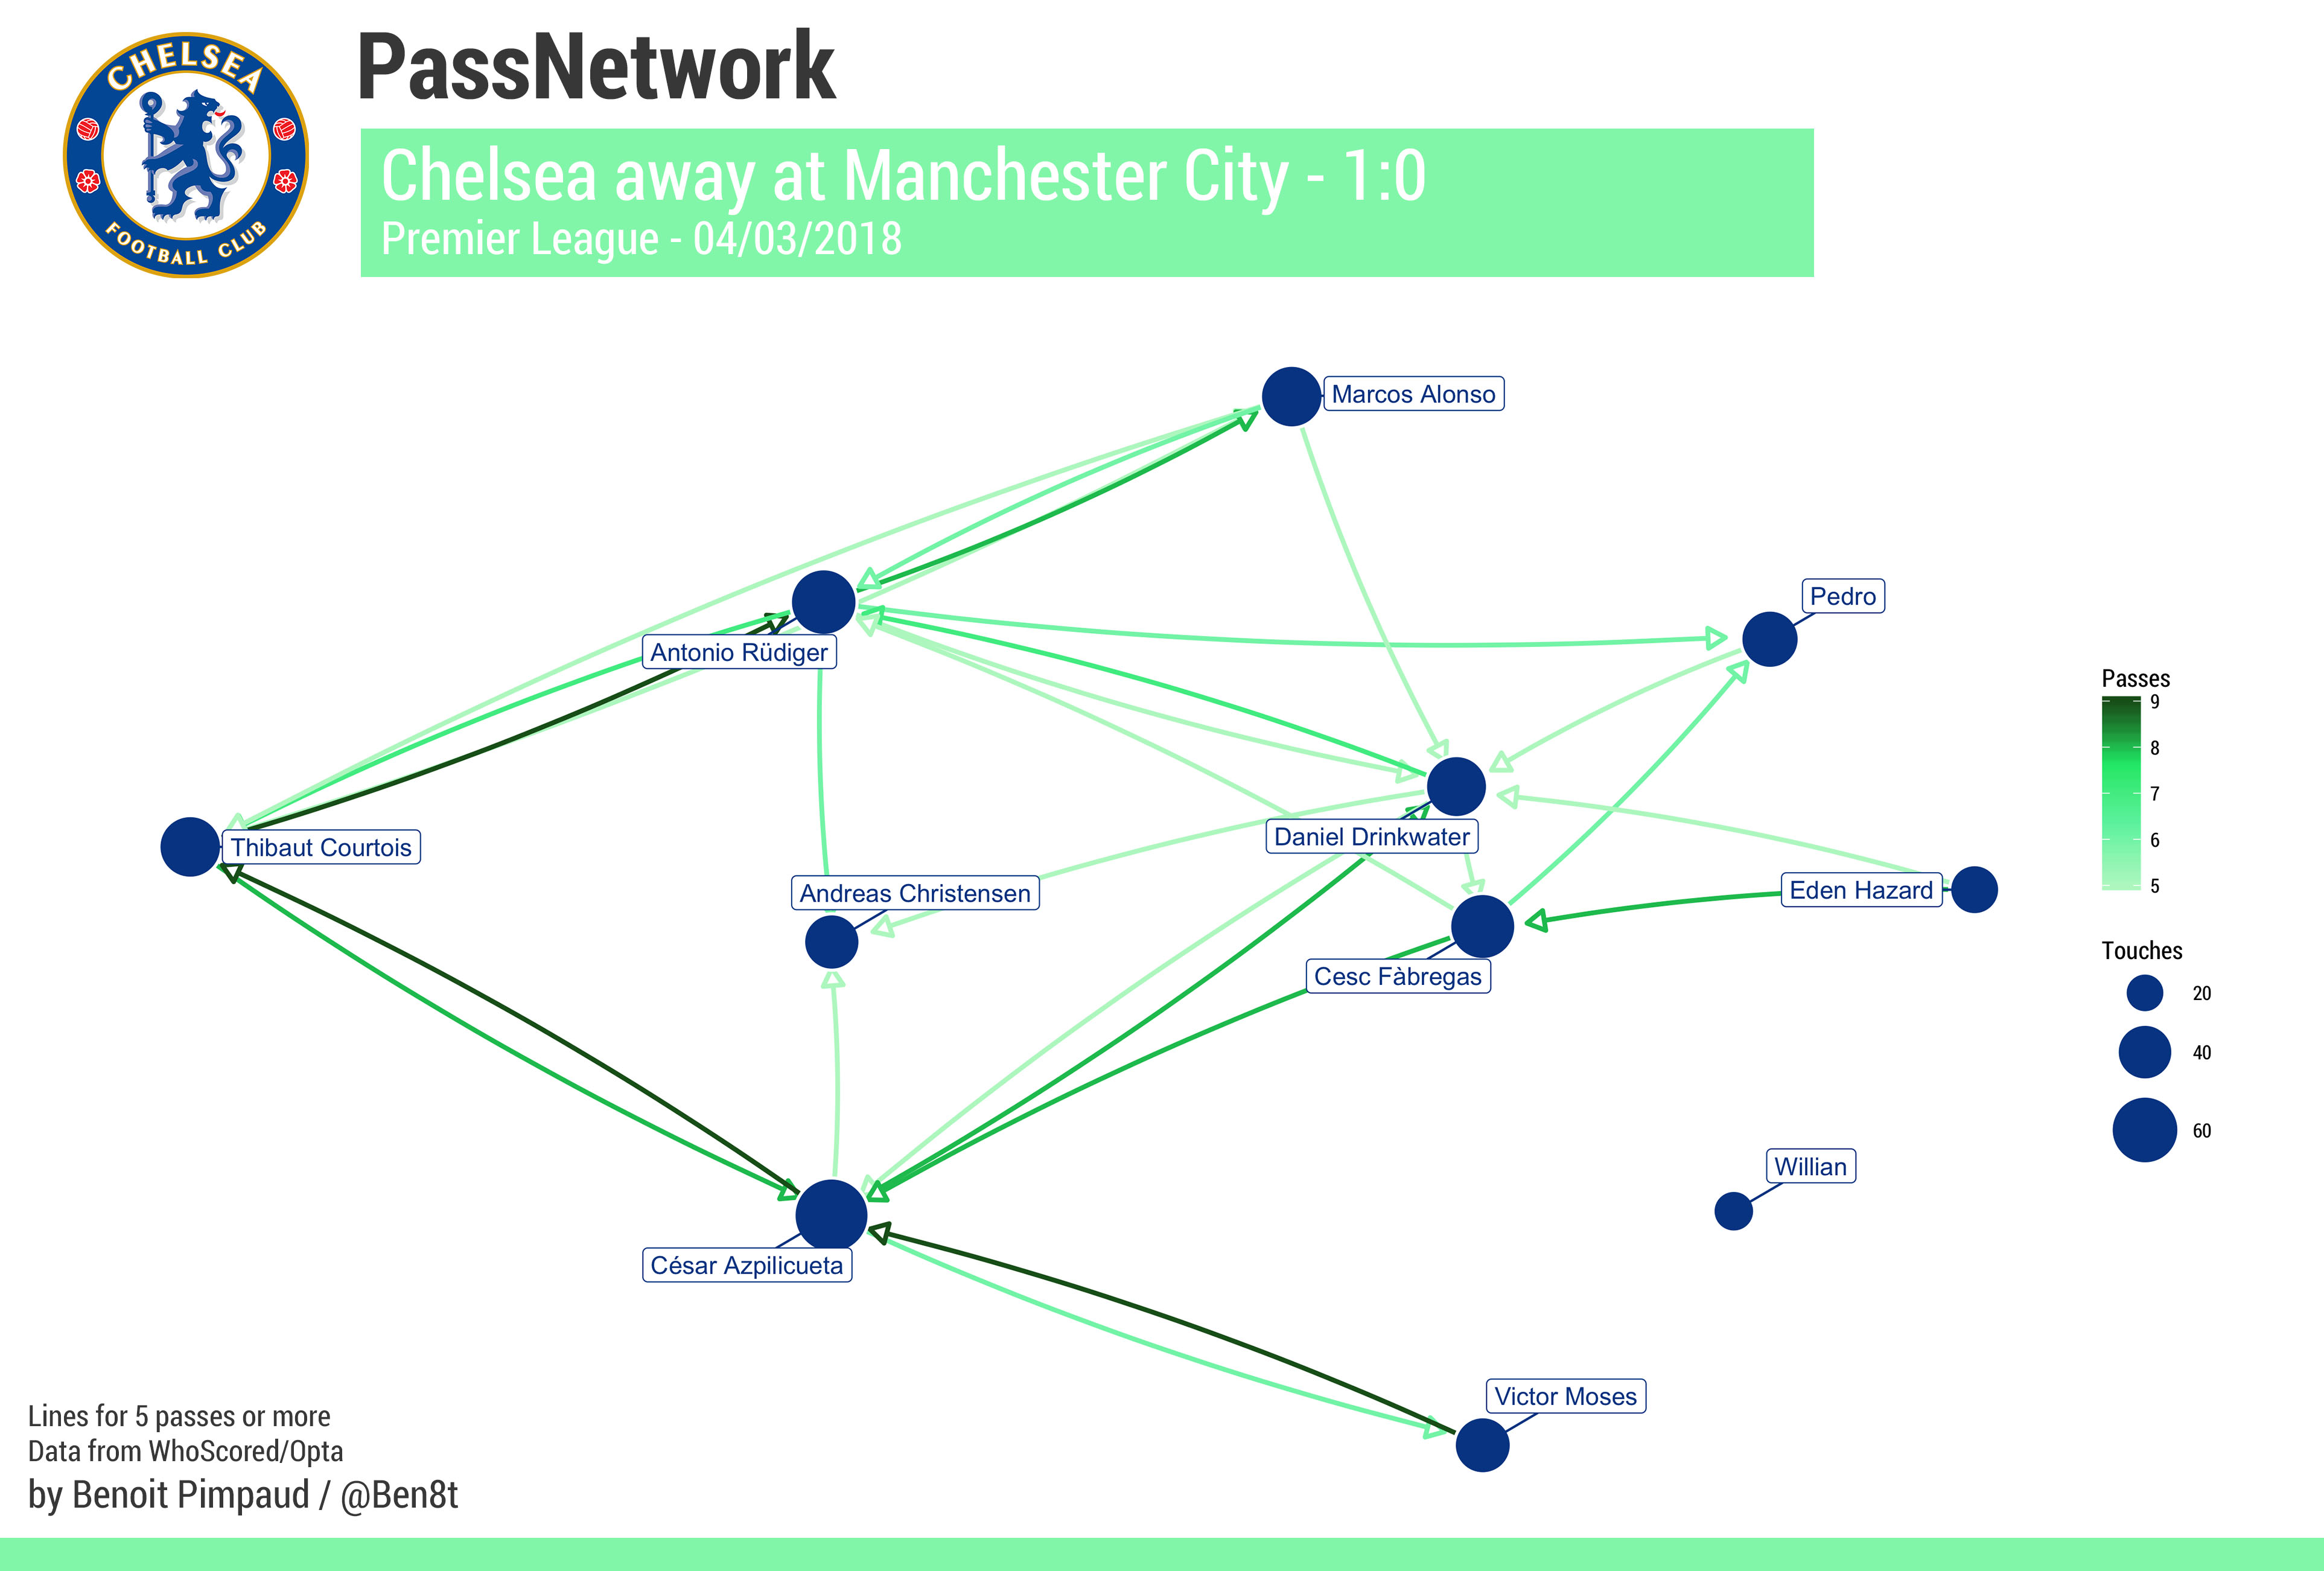 CHELSEA
FOOTBALL CLUB
PassNetwork
Chelsea away at Manchester City - 1:0
Premier League - 04/03/2018
Marcos Alonso
Pedro
Antonio Rüdiger
Thibaut Courtois
Daniel Drinkwater
Andreas Christensen
Eden Hazard
Cesc Fàbregas
Willian
César Azpilicueta
Victor Moses
Passes
9
8
7
6
5
Touches
20
40
60
Lines for 5 passes or more
Data from WhoScored/Opta
by Benoit Pimpaud / @Ben8t